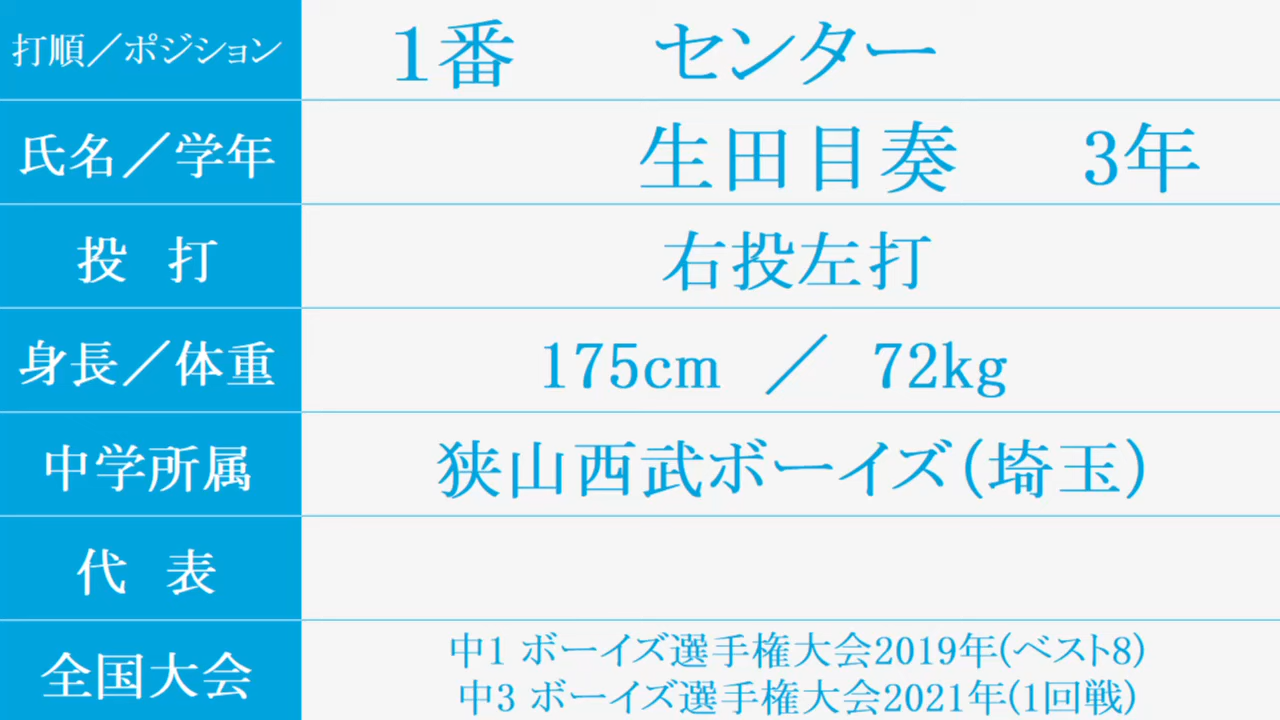 打順／ポジション 1番 センター
氏名／学年 生田目奏 3年
投 打 右投左打
身長／体重 175cm ／ 72kg
中学所属 狭山西武ボーイズ(埼玉)
代 表
全国大会
中1 ボーイズ選手権大会2019年(ベスト8)
中3 ボーイズ選手権大会2021年(1回戦)